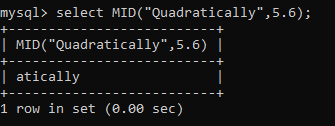 mysql> select MID("Quadratically",5.6);
+--------------------------+
| MID("Quadratically",5.6) |
+--------------------------+
| atically |
+--------------------------+
1 row in set (0.00 sec)